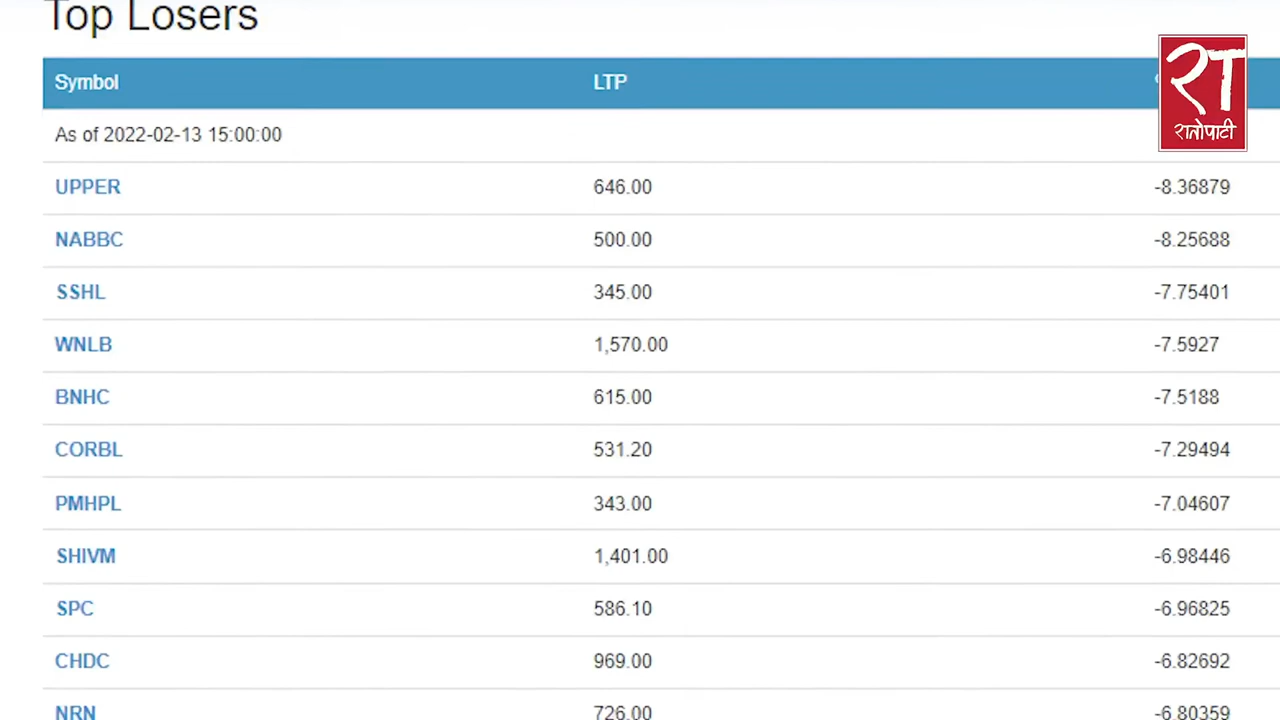 Top Losers
Symbol LTP
As of 2022-02-13 15:00:00
UPPER 646.00 -8.36879
NABBC 500.00 -8.25688
SSHL 345.00 -7.75401
WNLB 1,570.00 -7.5927
BNHC 615.00 -7.5188
CORBL 531.20 -7.29494
PMHPL 343.00 -7.04607
SHIVM 1,401.00 -6.98446
SPC 586.10 -6.96825
CHDC 969.00 -6.82692
NRN 726.00 -6.80359
रा
रातोपाटी